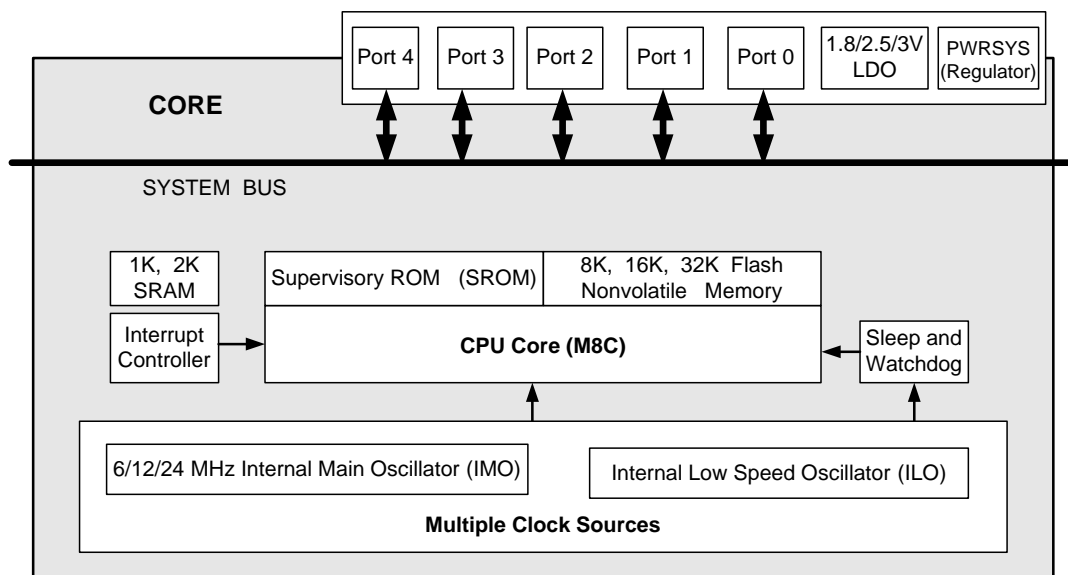 Port 4
Port 3
Port 2
Port 1
Port 0
1.8/2.5/3V
LDO
PWRSYS
(Regulator)
CORE
SYSTEM BUS
1K, 2K
SRAM
Supervisory ROM (SROM)
8K, 16K, 32K Flash
Nonvolatile Memory
Interrupt
Controller
CPU Core (M8C)
Sleep and
Watchdog
6/12/24 MHz Internal Main Oscillator (IMO)
Internal Low Speed Oscillator (ILO)
Multiple Clock Sources